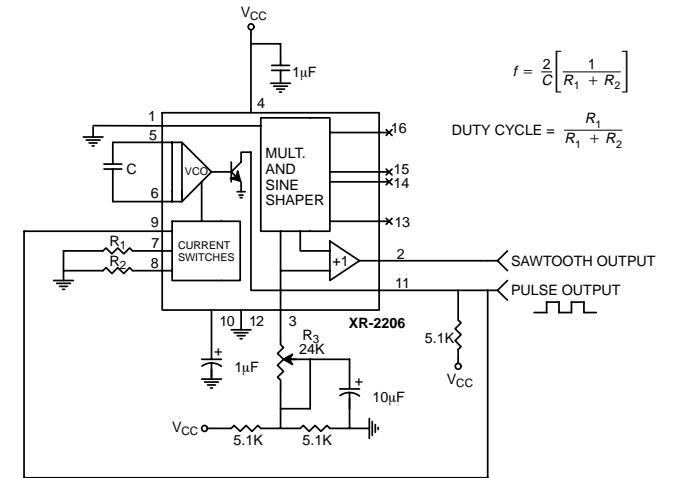 VCC
1µF
f = 2/C [ 1 / R1 + R2 ]
DUTY CYCLE = R1 / R1 + R2
4
1
16
5
C
VCO
MULT.
AND
SINE
SHAPER
15
14
6
13
9
R1
7
R2
8
CURRENT
SWITCHES
+1
2
SAWTOOTH OUTPUT
11
PULSE OUTPUT
10
12
3
XR-2206
R3
24K
5.1K
VCC
1µF
+
10µF
+
VCC
5.1K
5.1K